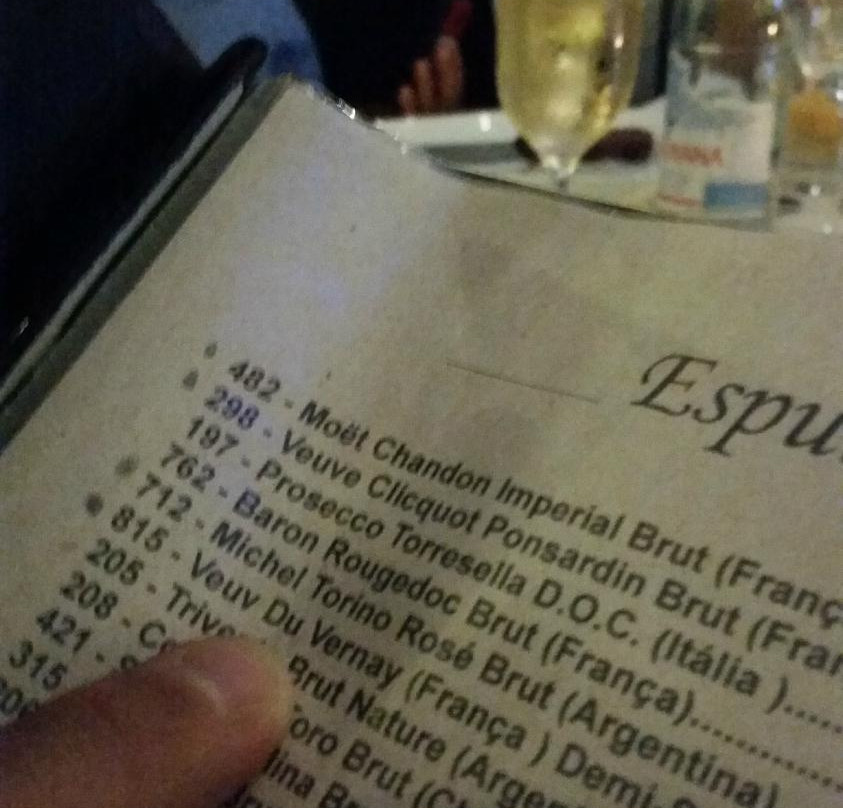 Espu
482 - Moët Chandon Imperial Brut (Franç
298 - Veuve Clicquot Ponsardin Brut (Fran
197 - Prosecco Torresella D.O.C. (Itália )......
762 - Baron Rougedoc Brut (França)..............
712 - Michel Torino Rosé Brut (Argentina)
815 - Veuv Du Vernay (França ) Demi
205 - Trive Brut Nature (Argen
208 - Co Toro Brut (C
421 -
315